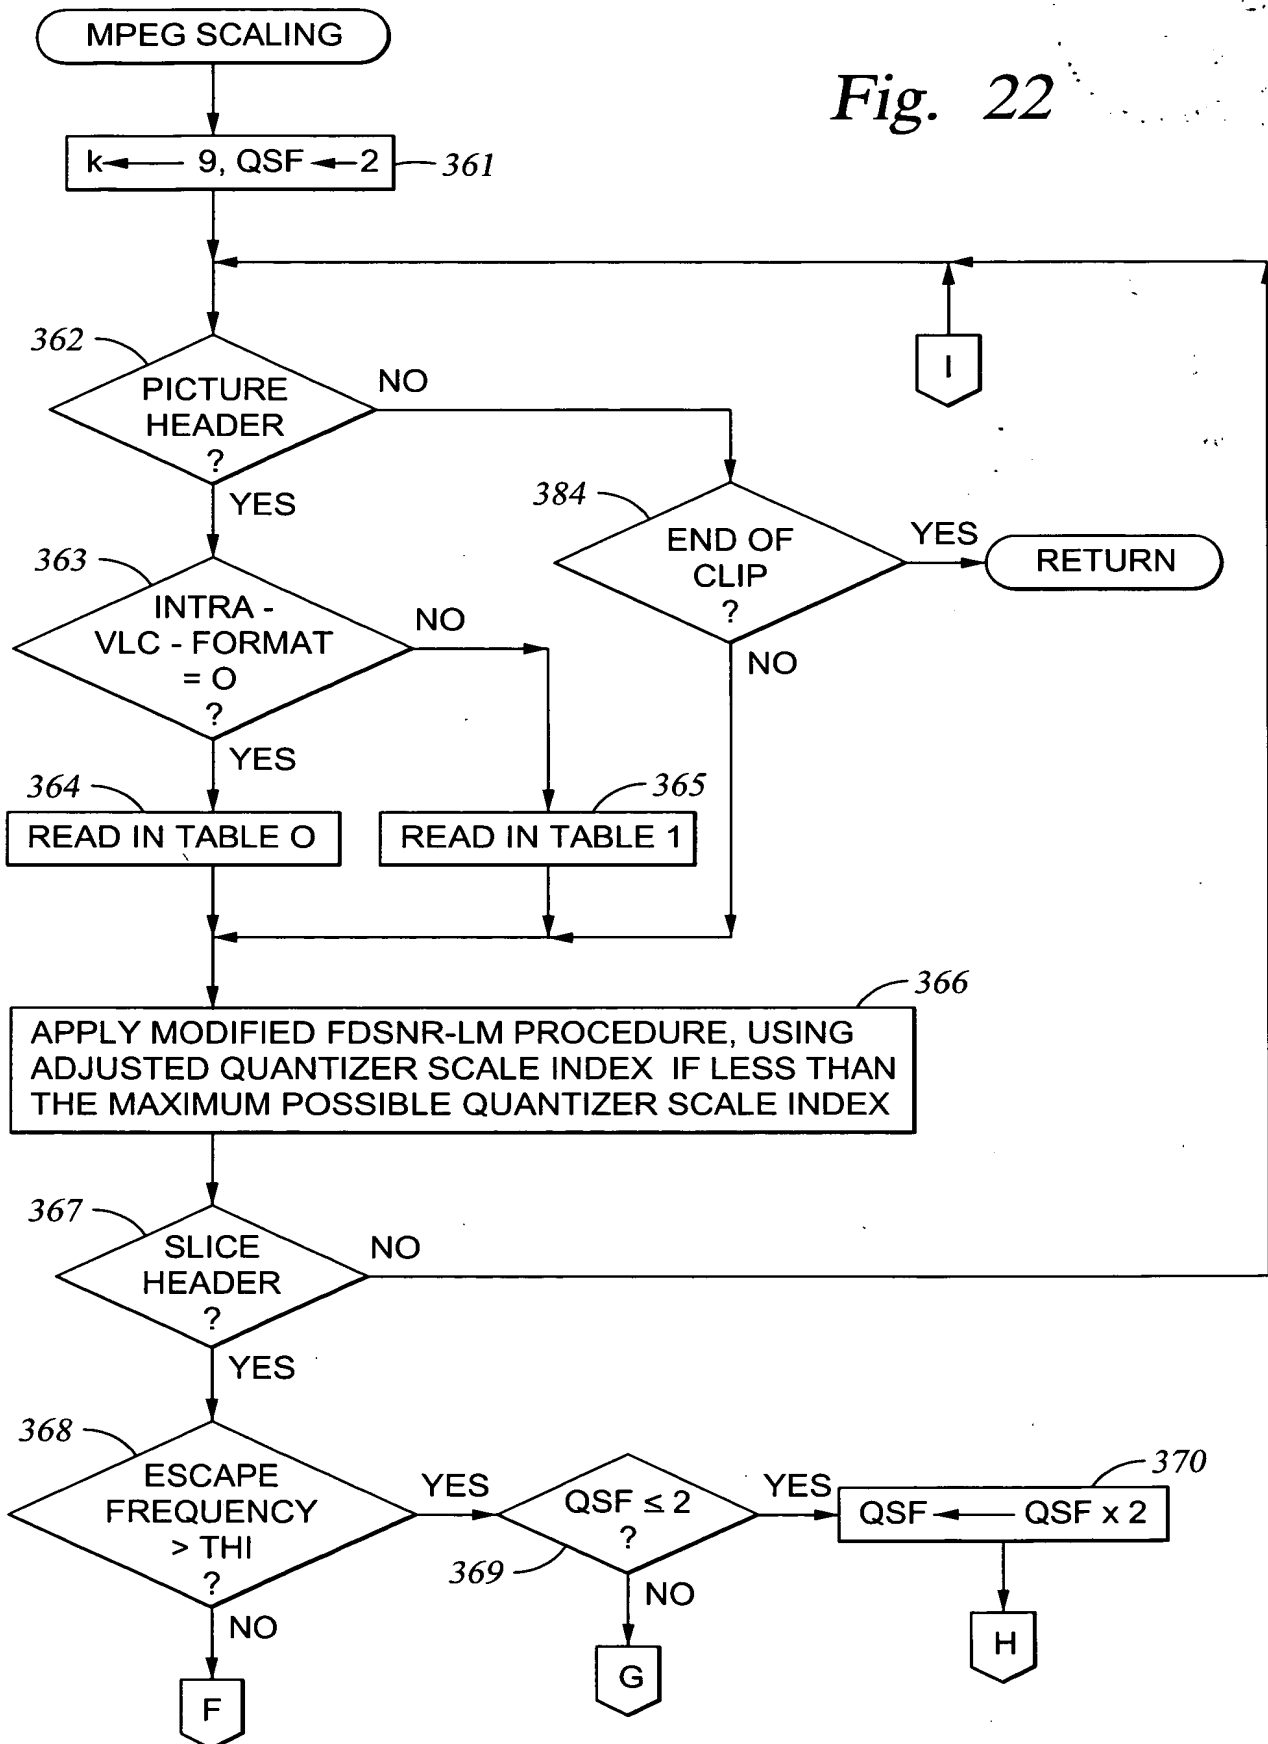 MPEG SCALING
Fig. 22
k 9, QSF 2
361
362
PICTURE
HEADER
?
NO
YES
I
384
END OF
CLIP
?
YES
RETURN
NO
363
INTRA -
VLC - FORMAT
= O
?
NO
YES
364
READ IN TABLE O
365
READ IN TABLE 1
366
APPLY MODIFIED FDSNR-LM PROCEDURE, USING
ADJUSTED QUANTIZER SCALE INDEX IF LESS THAN
THE MAXIMUM POSSIBLE QUANTIZER SCALE INDEX
367
SLICE
HEADER
?
NO
YES
368
ESCAPE
FREQUENCY
> THI
?
YES
NO
F
QSF ≤ 2
?
369
YES
NO
G
370
QSF QSF x 2
H